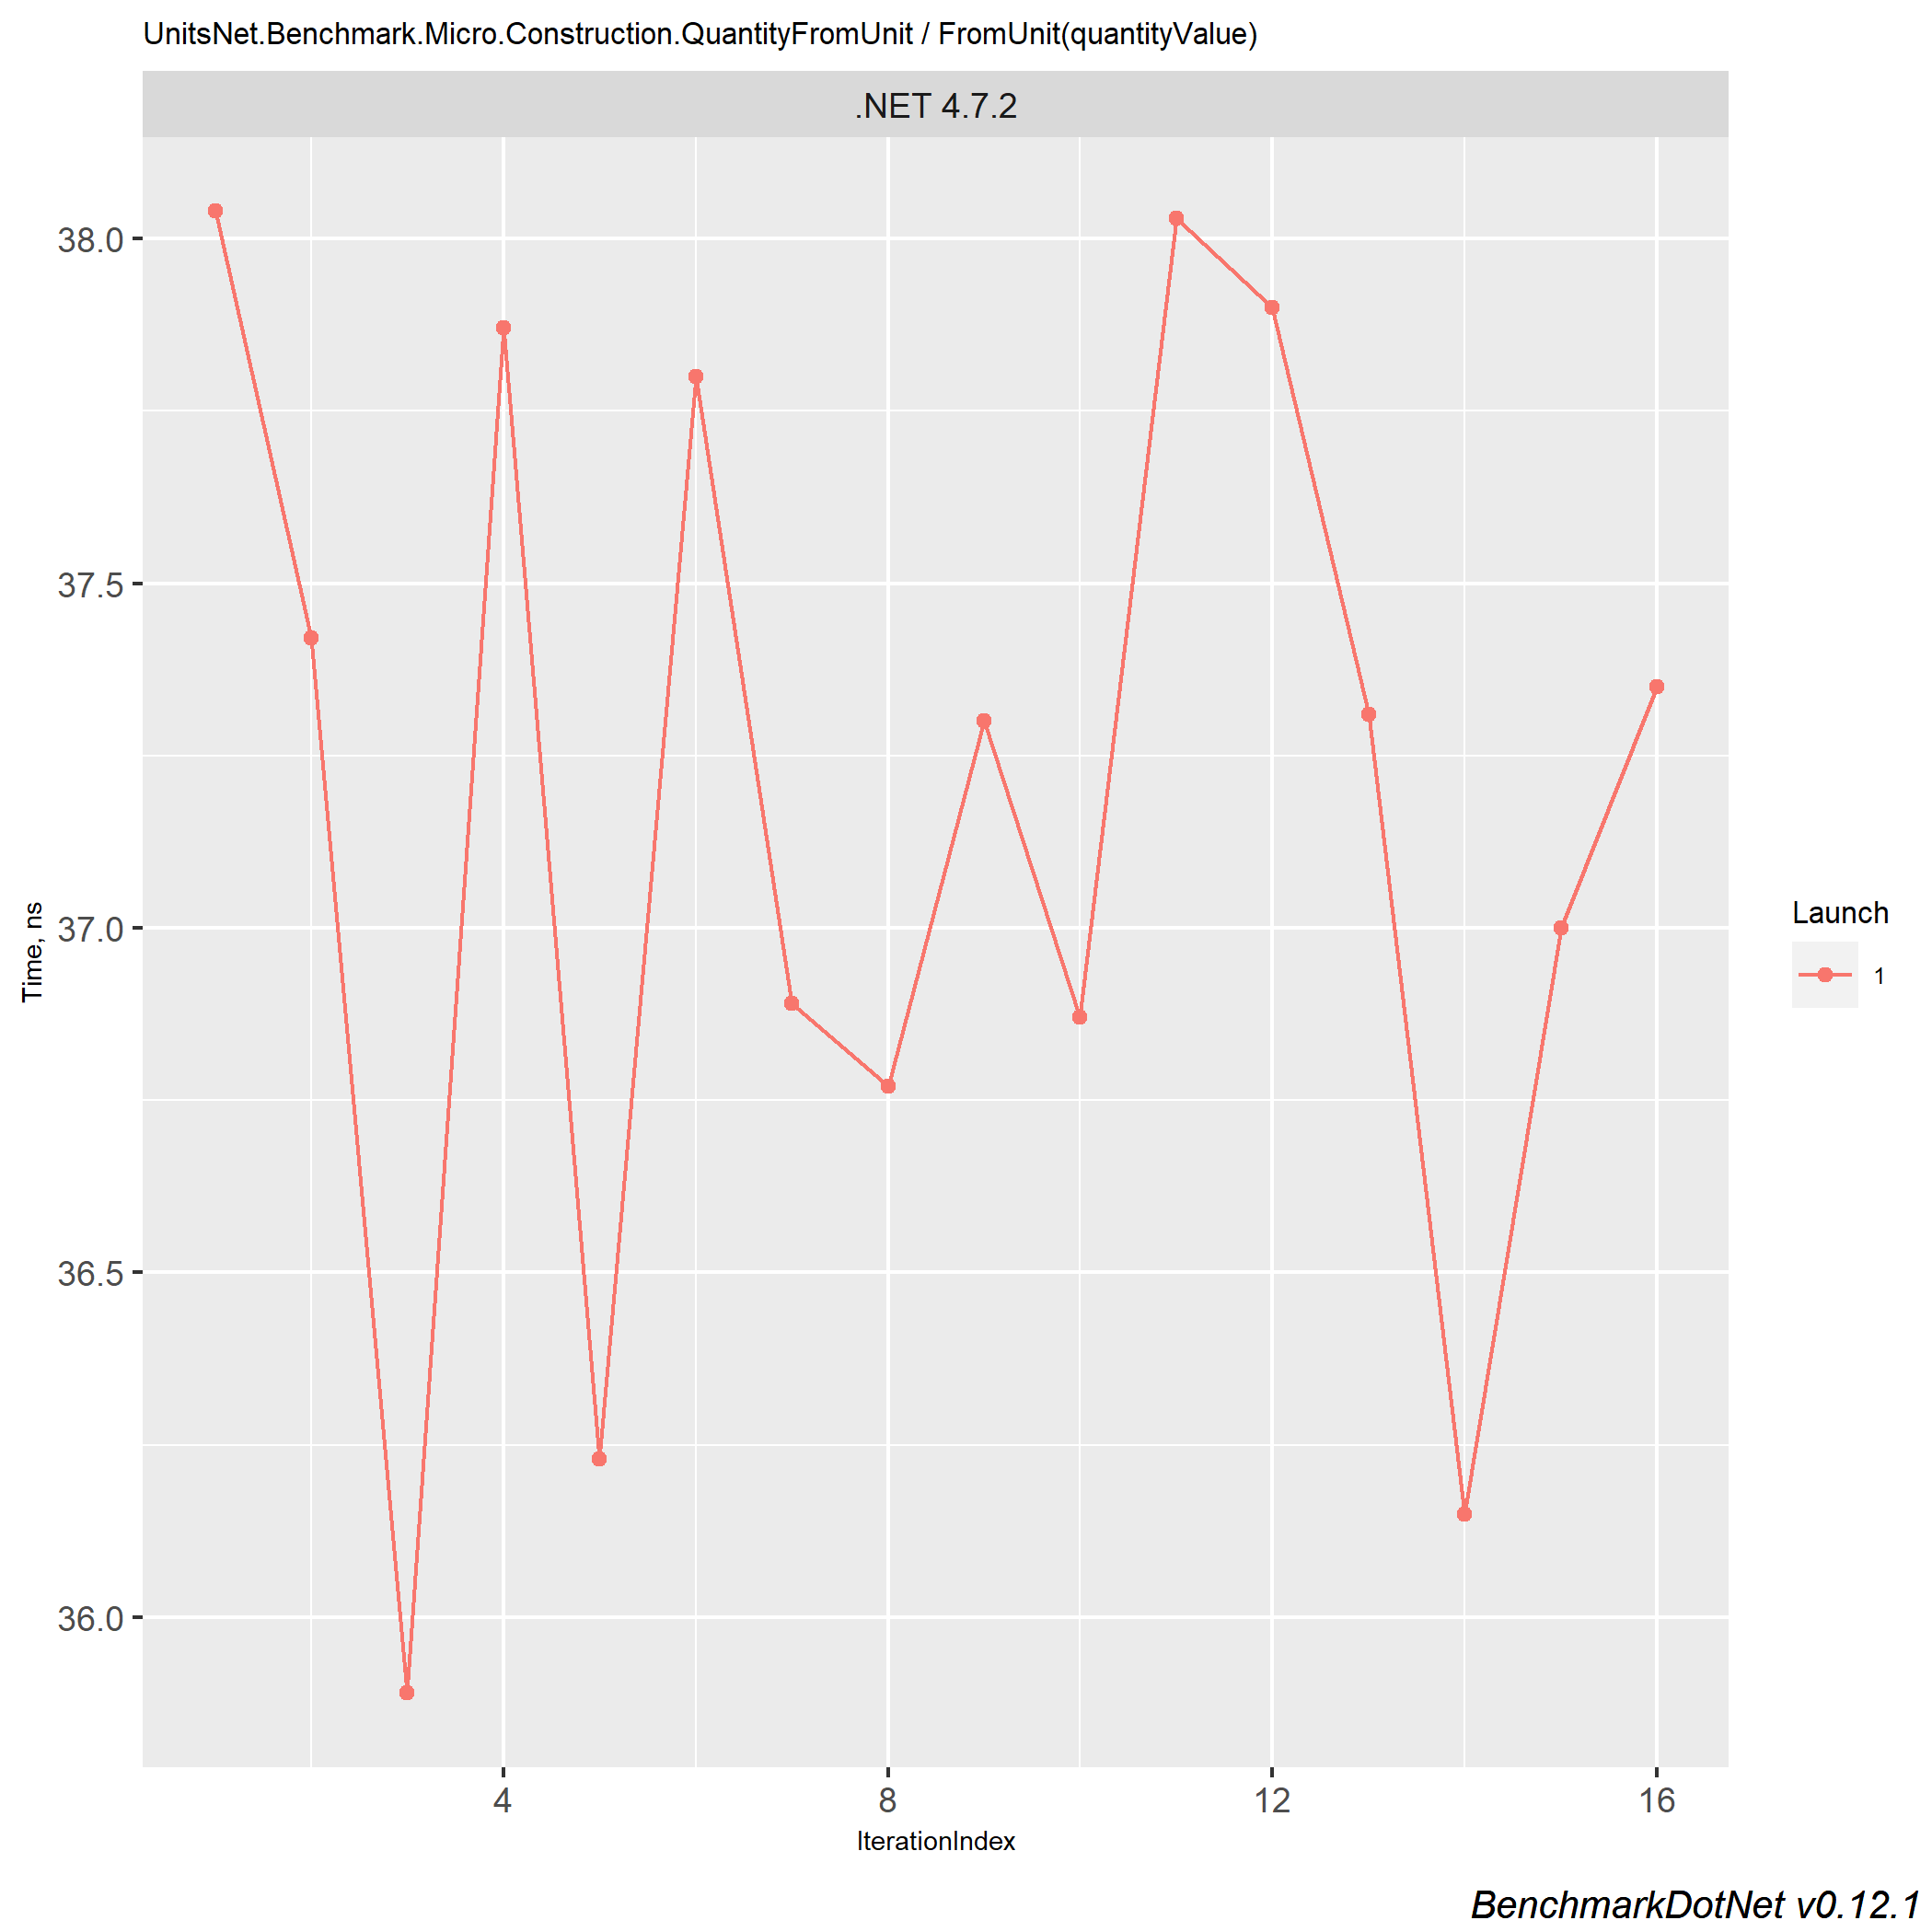 UnitsNet.Benchmark.Micro.Construction.QuantityFromUnit / FromUnit(quantityValue)
.NET 4.7.2
38.0
37.5
37.0
36.5
36.0
Time, ns
4
8
12
16
IterationIndex
Launch
1
BenchmarkDotNet v0.12.1